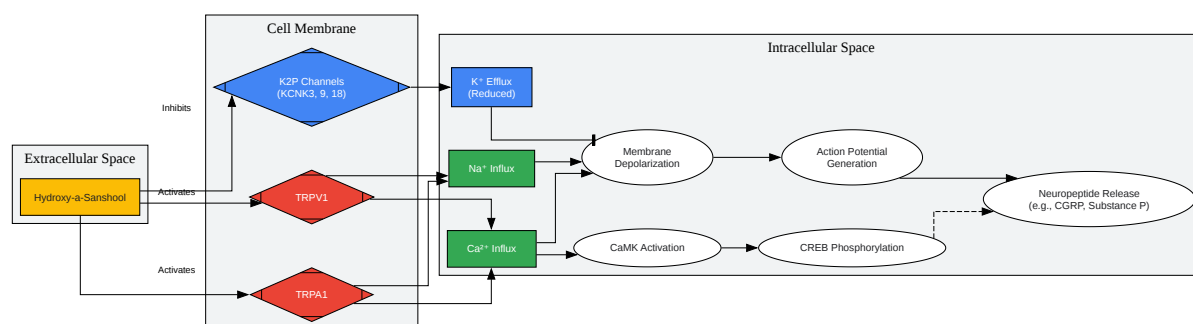 Cell Membrane
Intracellular Space
Extracellular Space
K2P Channels
(KCNK3, 9, 18)
K⁺ Efflux
(Reduced)
Inhibits
Hydroxy-a-Sanshool
Activates
TRPV1
Na⁺ Influx
Membrane
Depolarization
Action Potential
Generation
Neuropeptide Release
(e.g., CGRP, Substance P)
Ca²⁺ Influx
CaMK Activation
CREB Phosphorylation
Activates
TRPA1